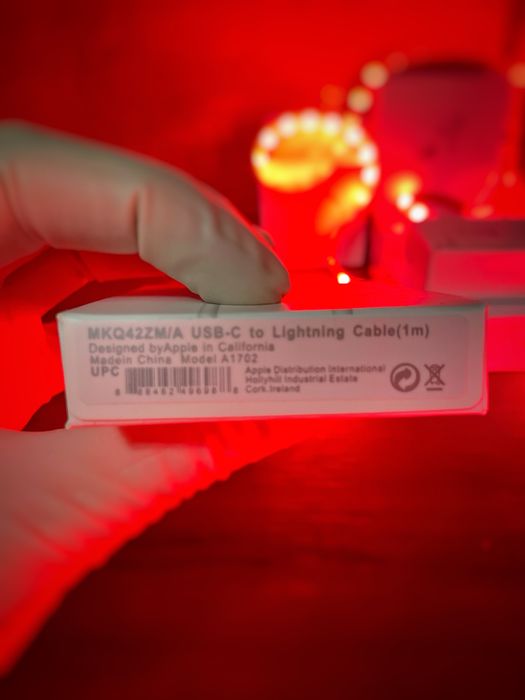 MKQ42ZM/A USB-C to Lightning Cable(1m)
Designed byApple in California
Madein China Model A1702
UPC
Apple Distribution International
Hollyhill Industrial Estate
Cork.Ireland